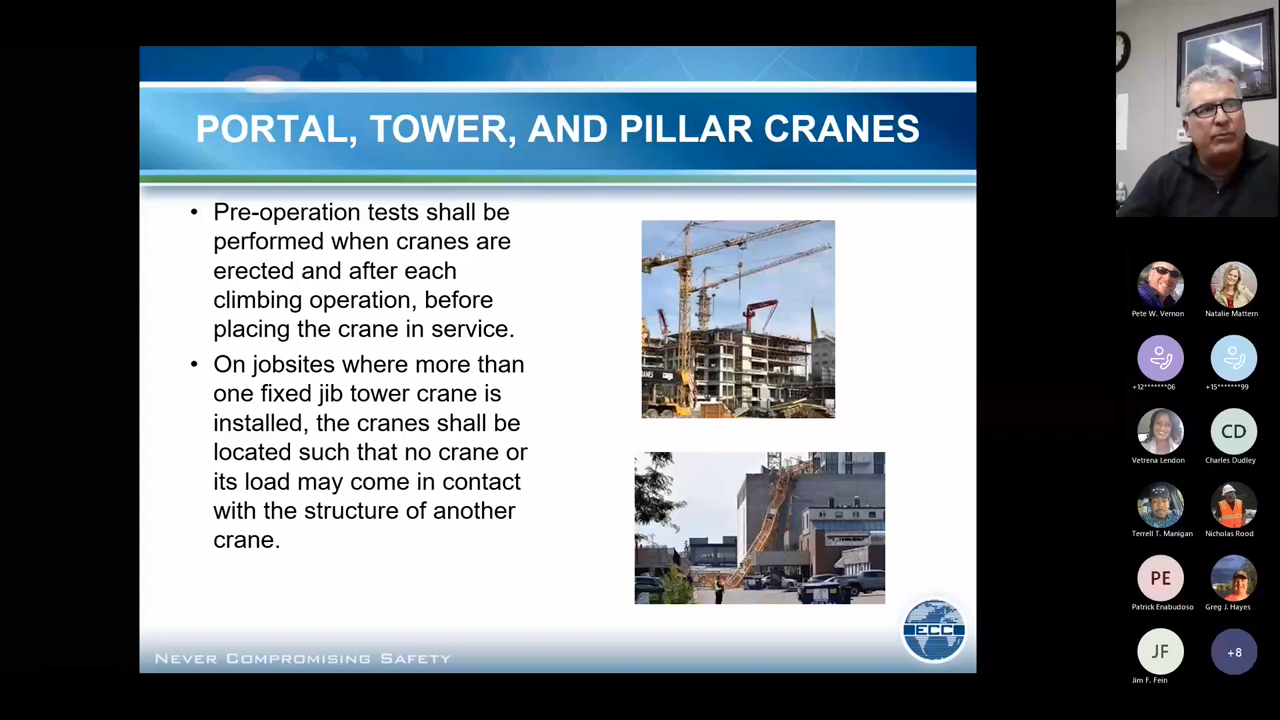 PORTAL, TOWER, AND PILLAR CRANES
• Pre-operation tests shall be
performed when cranes are
erected and after each
climbing operation, before
placing the crane in service.
• On jobsites where more than
one fixed jib tower crane is
installed, the cranes shall be
located such that no crane or
its load may come in contact
with the structure of another
crane.
ECC
NEVER COMPROMISING SAFETY
Pete W. Vernon
Natalie Mattern
+12*******06
+15*******99
CD
Vetrena Lendon
Charles Dudley
Terrell T. Manigan
Nicholas Rood
PE
Patrick Enabudoso
Greg J. Hayes
JF
+8
Jim F. Fein